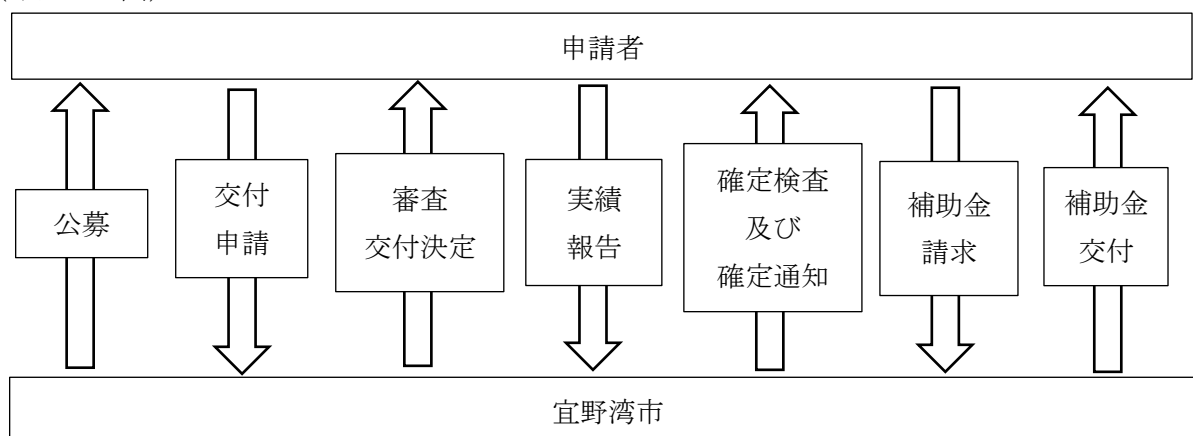 申請者
公募
交付
申請
審査
交付決定
実績
報告
確定検査
及び
確定通知
補助金
請求
補助金
交付
宜野湾市